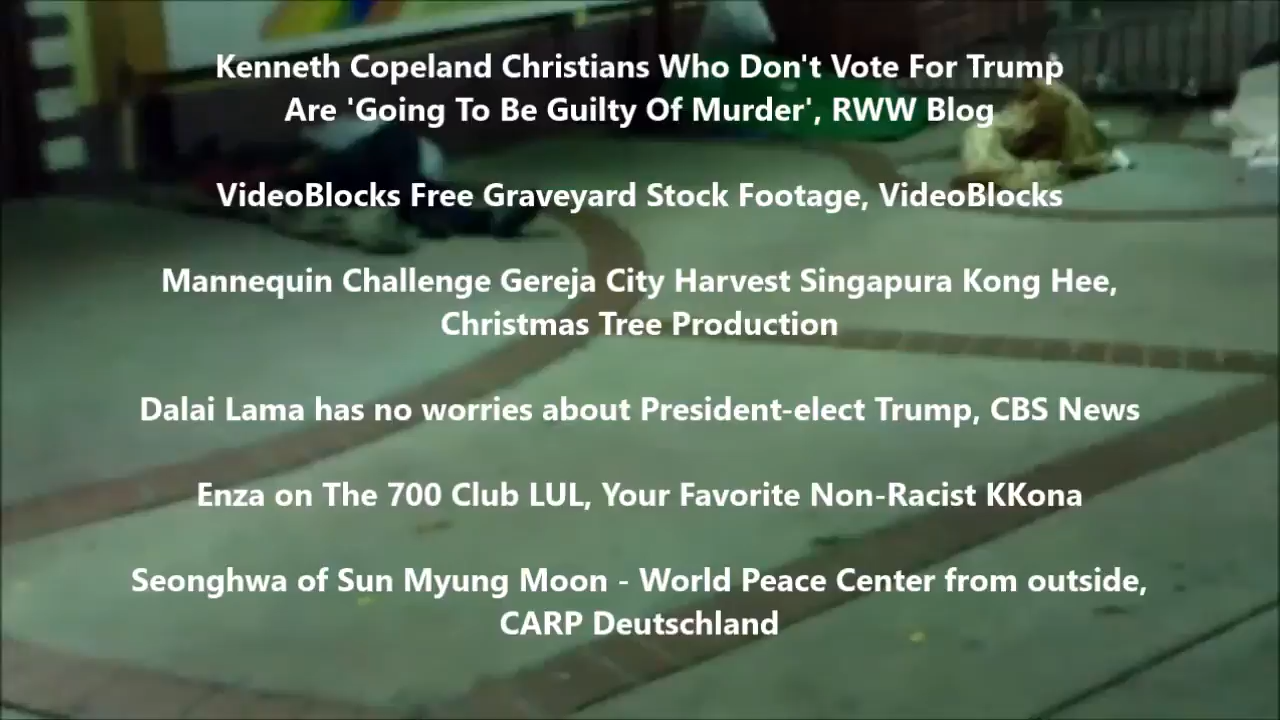 Kenneth Copeland Christians Who Don't Vote For Trump
Are 'Going To Be Guilty Of Murder', RWW Blog
VideoBlocks Free Graveyard Stock Footage, VideoBlocks
Mannequin Challenge Gereja City Harvest Singapura Kong Hee,
Christmas Tree Production
Dalai Lama has no worries about President-elect Trump, CBS News
Enza on The 700 Club LUL, Your Favorite Non-Racist KKona
Seonghwa of Sun Myung Moon - World Peace Center from outside,
CARP Deutschland